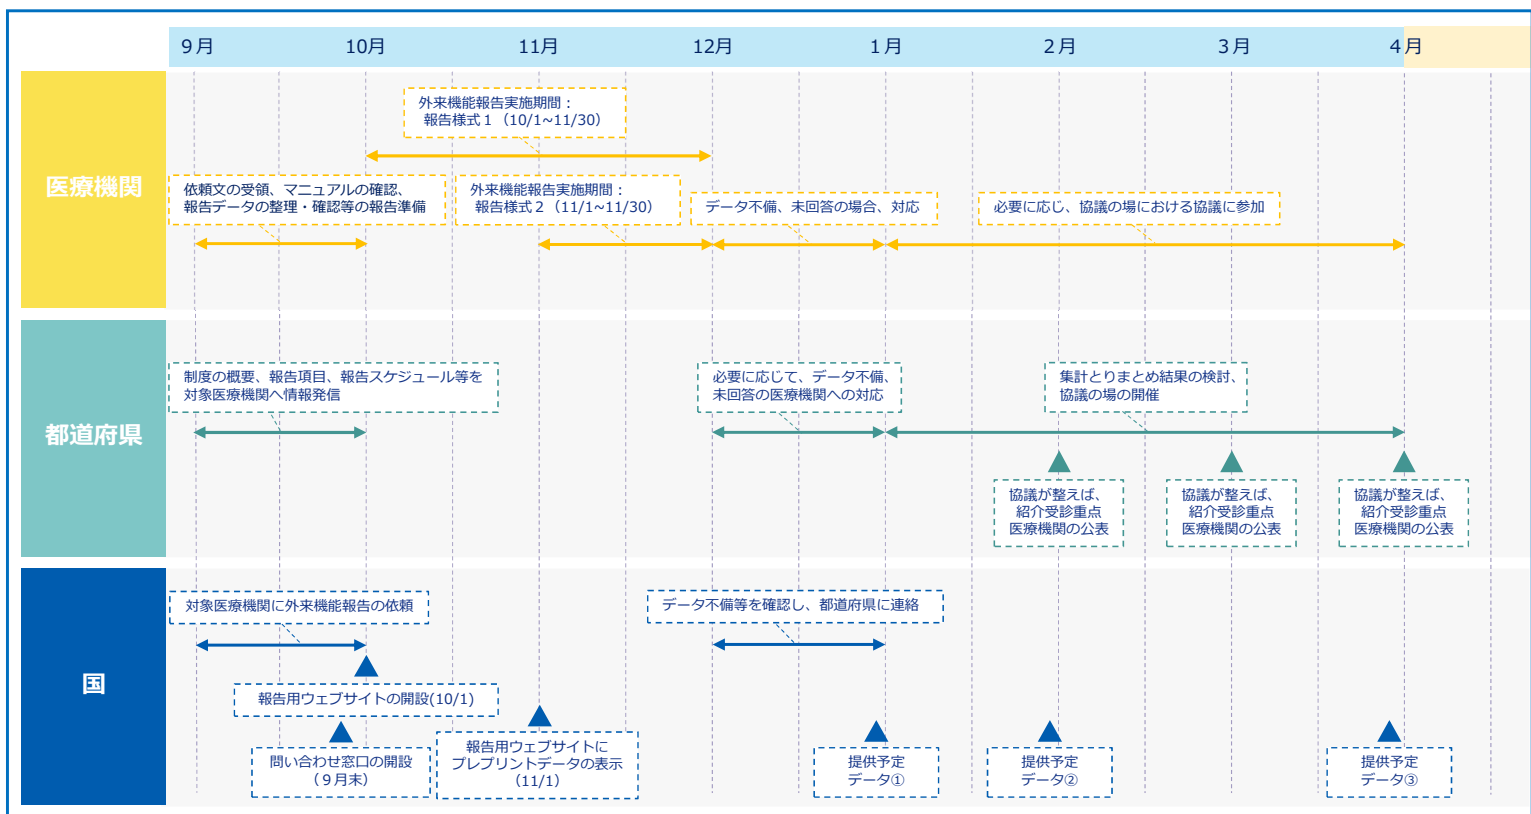 ９月
10月
11月
12月
１月
２月
３月
４月
医療機関
外来機能報告実施期間：
報告様式１（10/1~11/30）
依頼文の受領、マニュアルの確認、
報告データの整理・確認等の報告準備
外来機能報告実施期間：
報告様式２（11/1~11/30）
データ不備、未回答の場合、対応
必要に応じ、協議の場における協議に参加
都道府県
制度の概要、報告項目、報告スケジュール等を
対象医療機関へ情報発信
必要に応じて、データ不備、
未回答の医療機関への対応
集計とりまとめ結果の検討、
協議の場の開催
協議が整えば、
紹介受診重点
医療機関の公表
協議が整えば、
紹介受診重点
医療機関の公表
協議が整えば、
紹介受診重点
医療機関の公表
国
対象医療機関に外来機能報告の依頼
データ不備等を確認し、都道府県に連絡
報告用ウェブサイトの開設(10/1)
問い合わせ窓口の開設
（９月末）
報告用ウェブサイトに
プレプリントデータの表示
(11/1)
提供予定
データ①
提供予定
データ②
提供予定
データ③